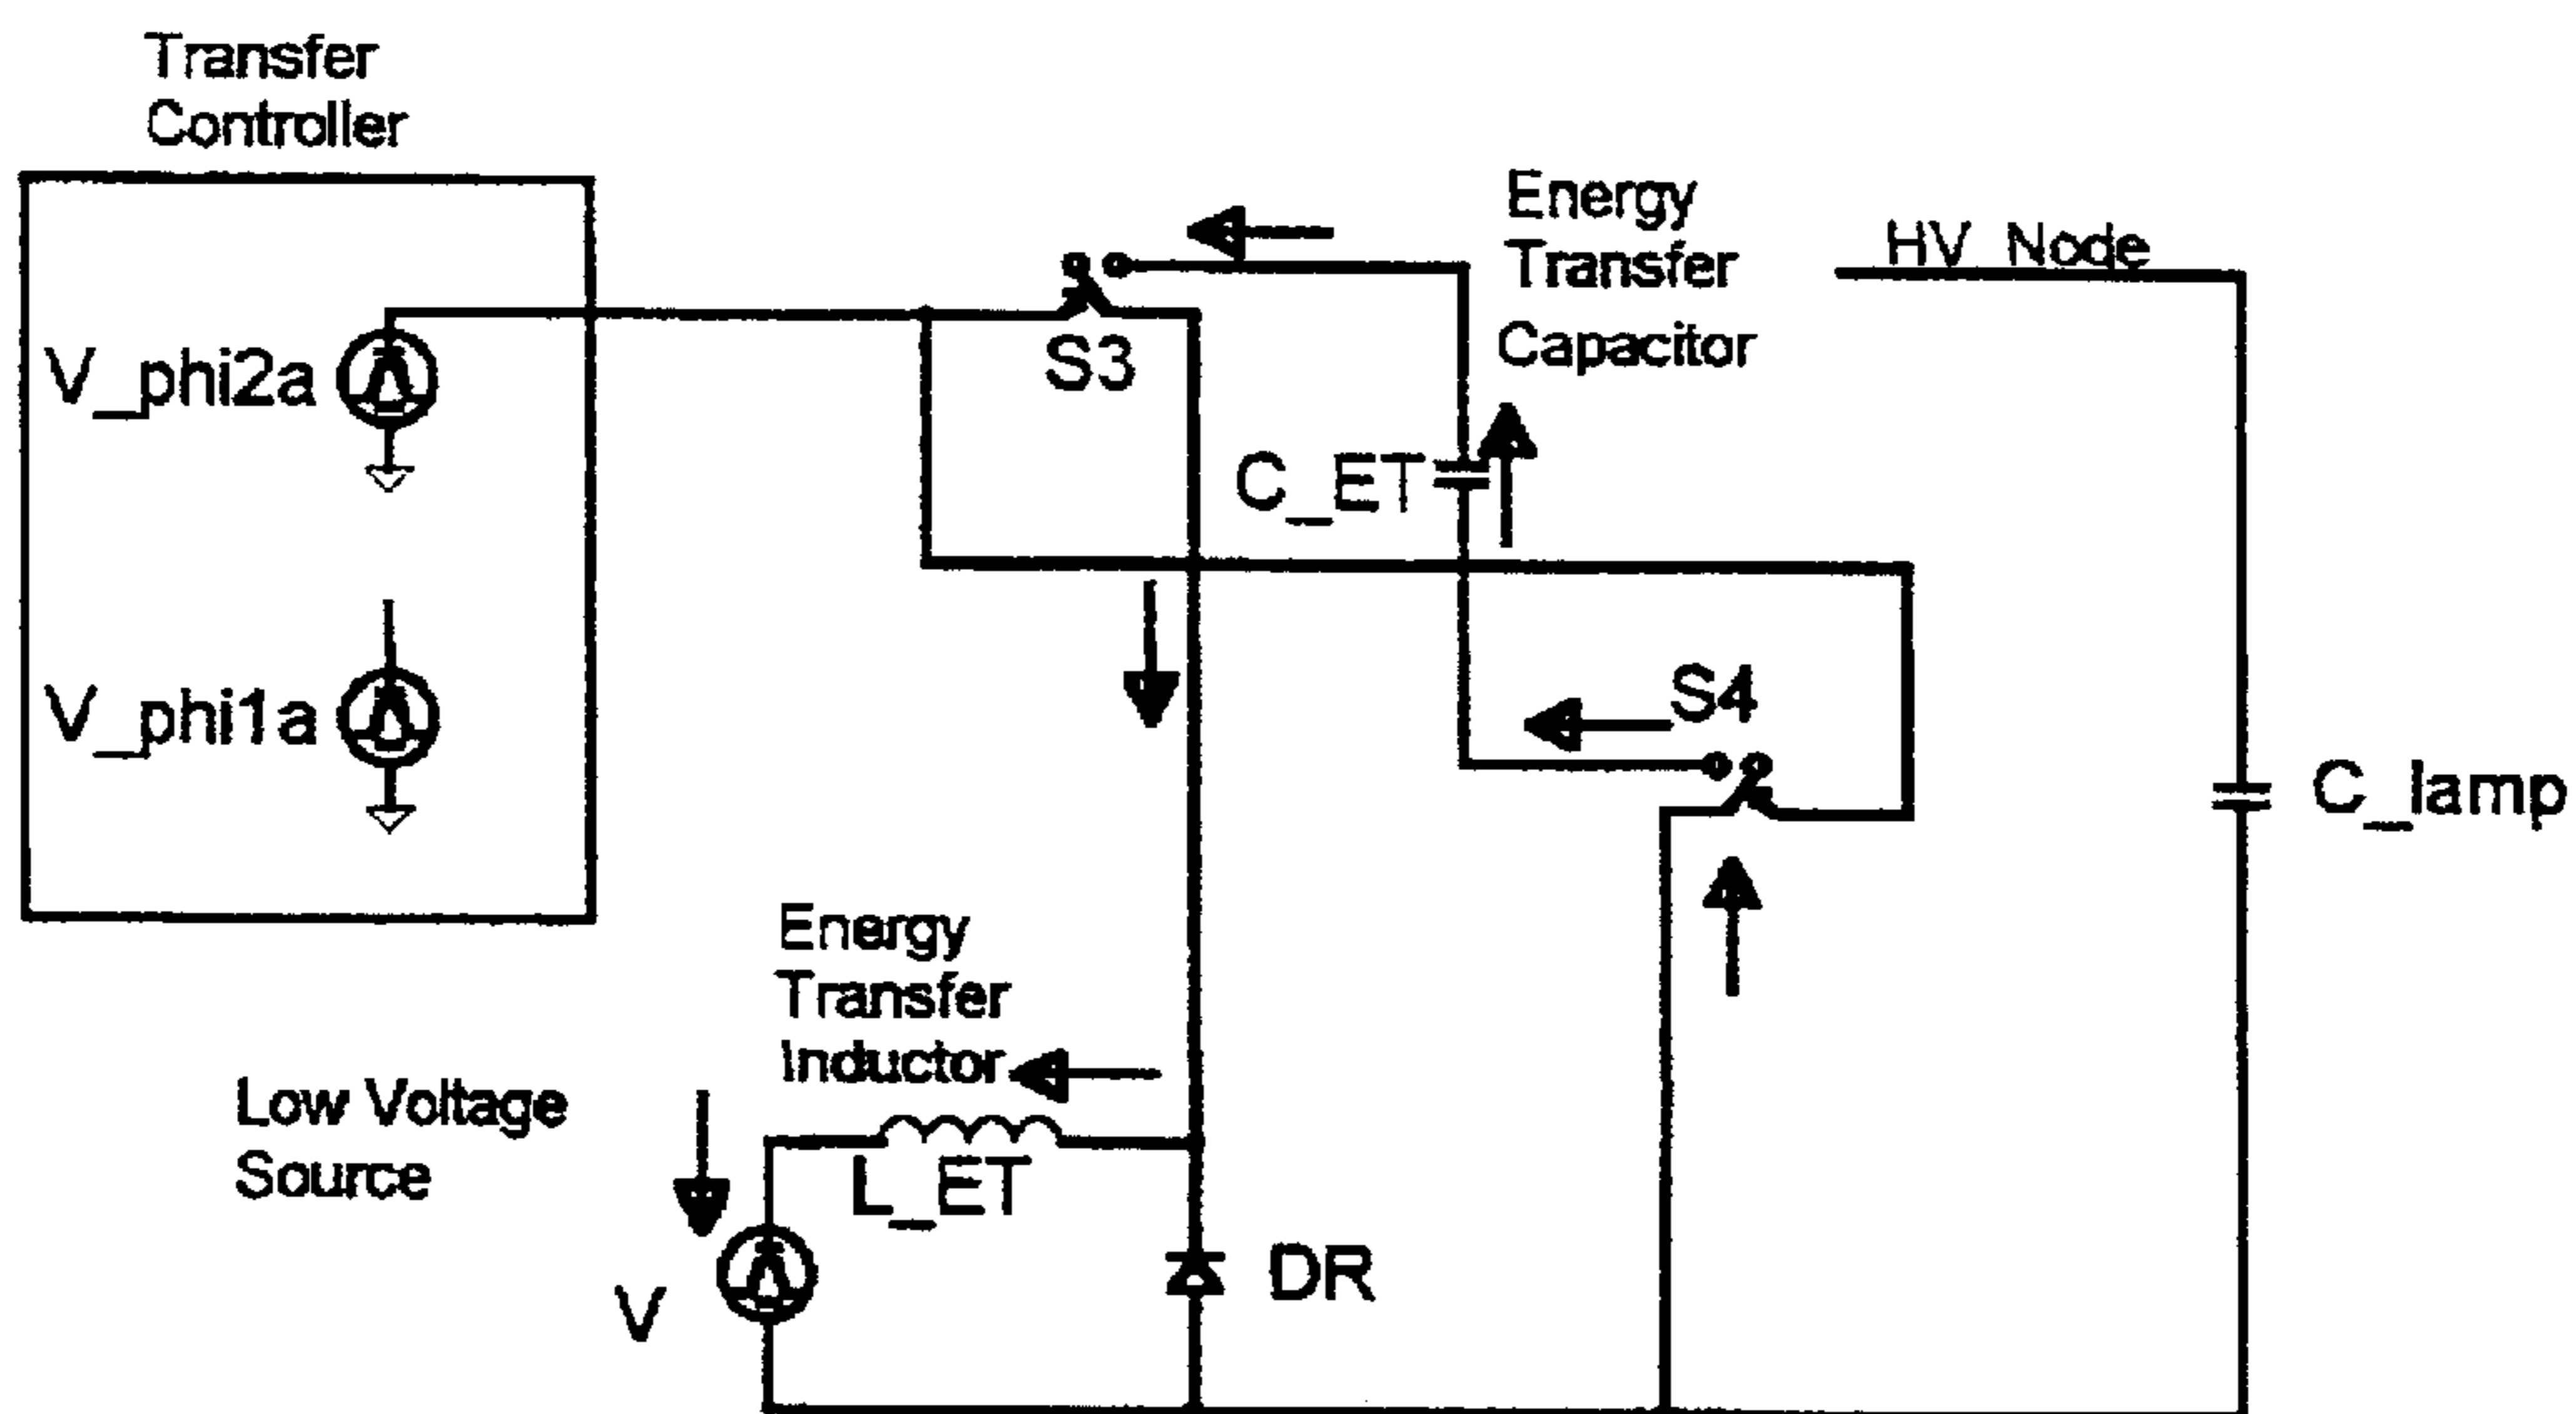 Transfer
Controller
V_phi2a
V_phi1a
S3
Energy
Transfer
Capacitor
C_ET
HV_Node
S4
C_lamp
Energy
Transfer
Inductor
L_ET
Low Voltage
Source
V
DR